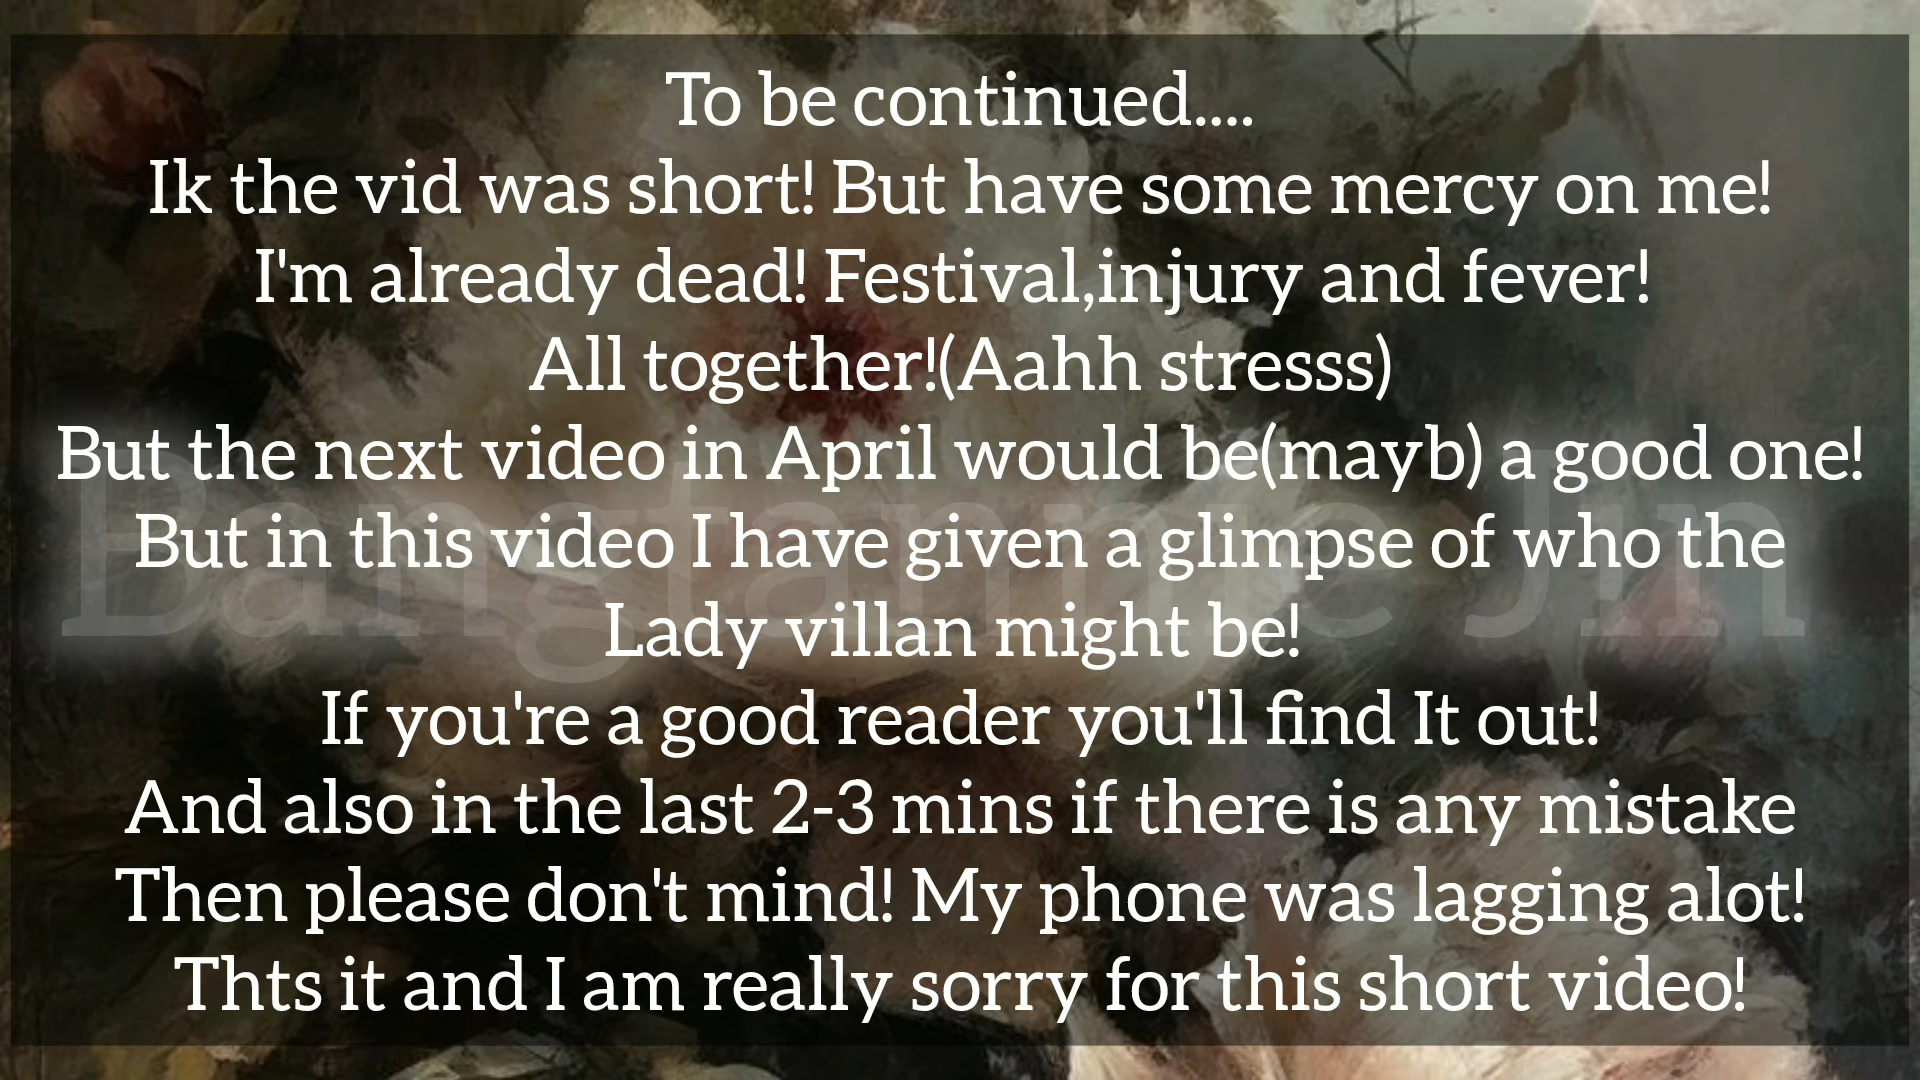 To be continued....
Ik the vid was short! But have some mercy on me!
I'm already dead! Festival,injury and fever!
All together!(Aahh stresss)
But the next video in April would be(mayb) a good one!
But in this video I have given a glimpse of who the
Lady villan might be!
If you're a good reader you'll find It out!
And also in the last 2-3 mins if there is any mistake
Then please don't mind! My phone was lagging alot!
Thts it and I am really sorry for this short video!
Bangtannie Jin